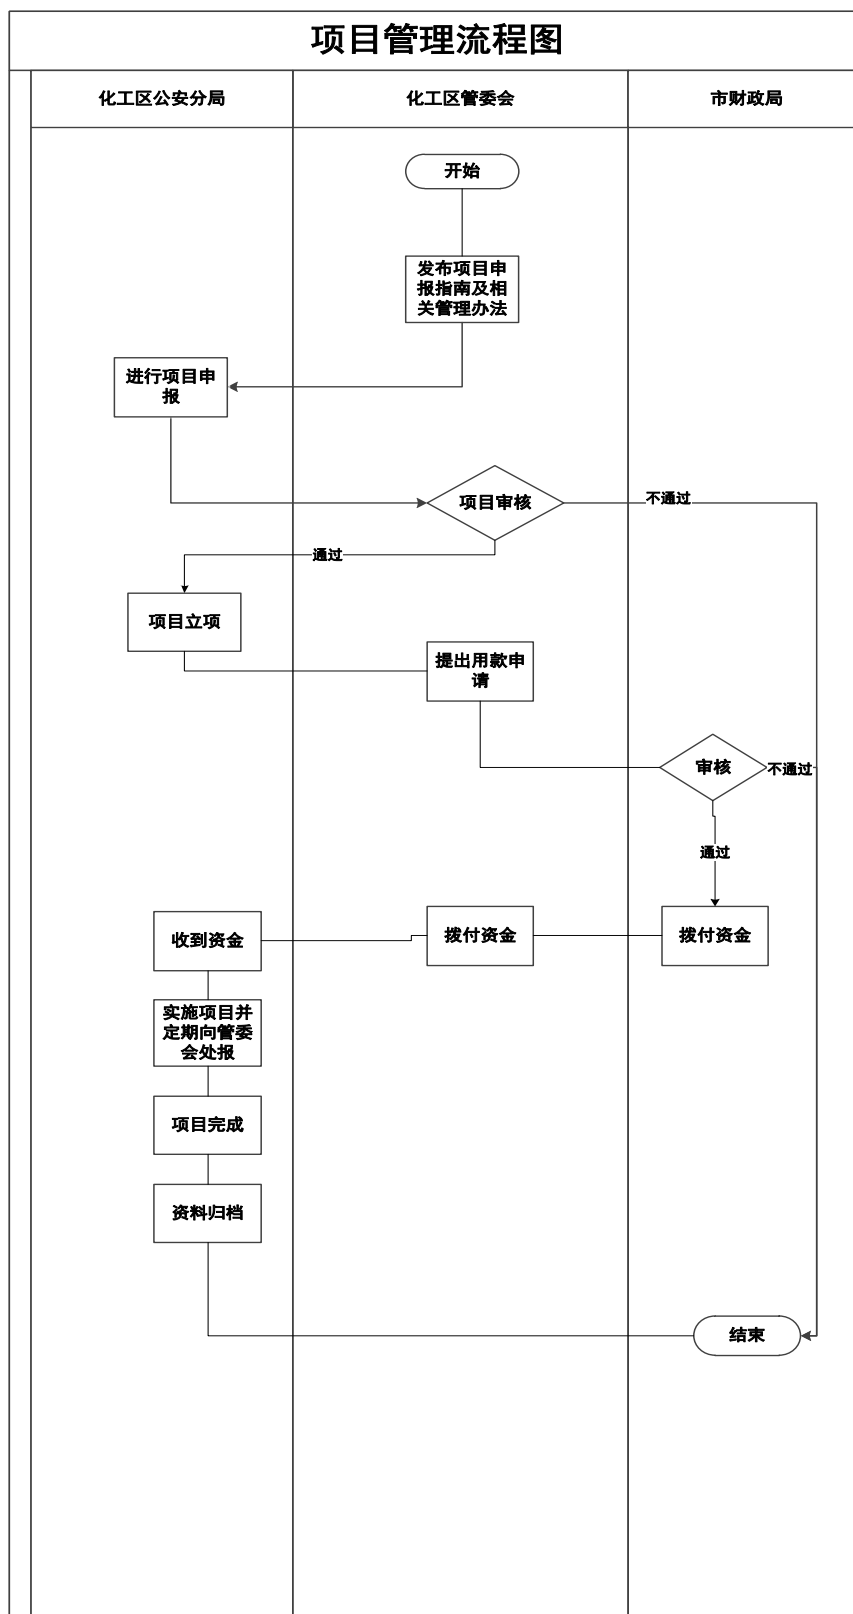 项目管理流程图
化工区公安分局
化工区管委会
市财政局
开始
发布项目申
报指南及相
关管理办法
进行项目申
报
项目审核
不通过
通过
项目立项
提出用款申
请
审核
不通过
通过
收到资金
拨付资金
拨付资金
实施项目并
定期向管委
会处报
项目完成
资料归档
结束